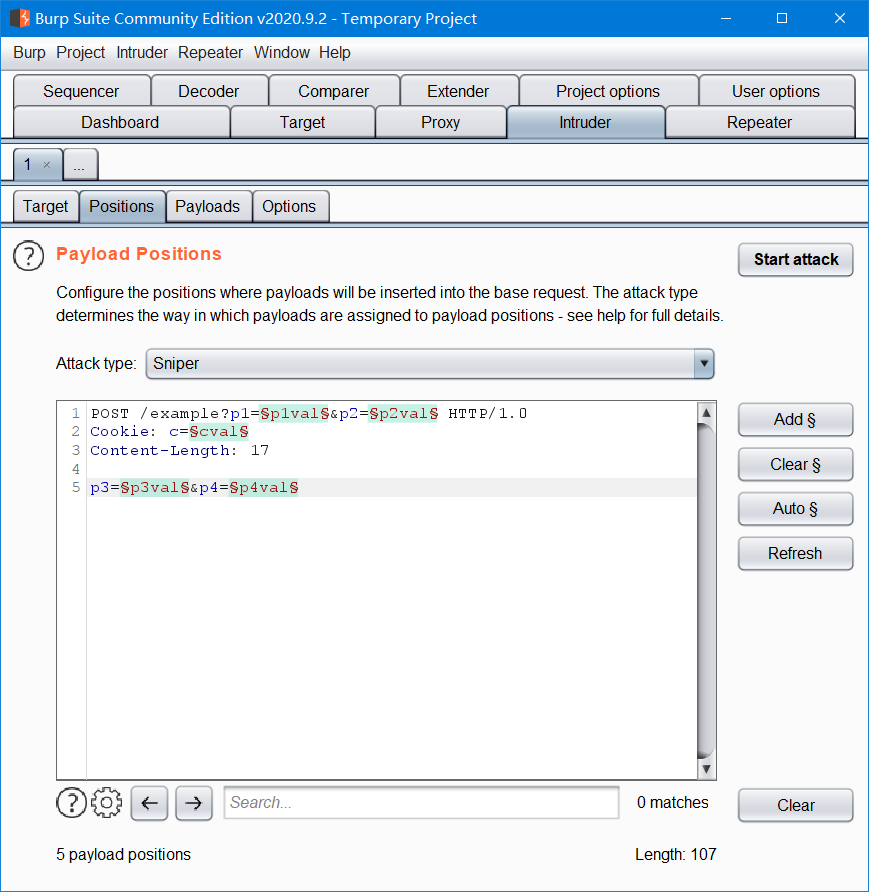 Burp Suite Community Edition v2020.9.2 - Temporary Project
Burp Project Intruder Repeater Window Help
Sequencer Decoder Comparer Extender Project options User options
Dashboard Target Proxy Intruder Repeater
1 × ...
Target Positions Payloads Options
? Payload Positions
Start attack
Configure the positions where payloads will be inserted into the base request. The attack type
determines the way in which payloads are assigned to payload positions - see help for full details.
Attack type: Sniper
1 POST /example?p1=§p1val§&p2=§p2val§ HTTP/1.0
2 Cookie: c=§cval§
3 Content-Length: 17
4
5 p3=§p3val§&p4=§p4val§
Add §
Clear §
Auto §
Refresh
? Search... 0 matches Clear
5 payload positions Length: 107